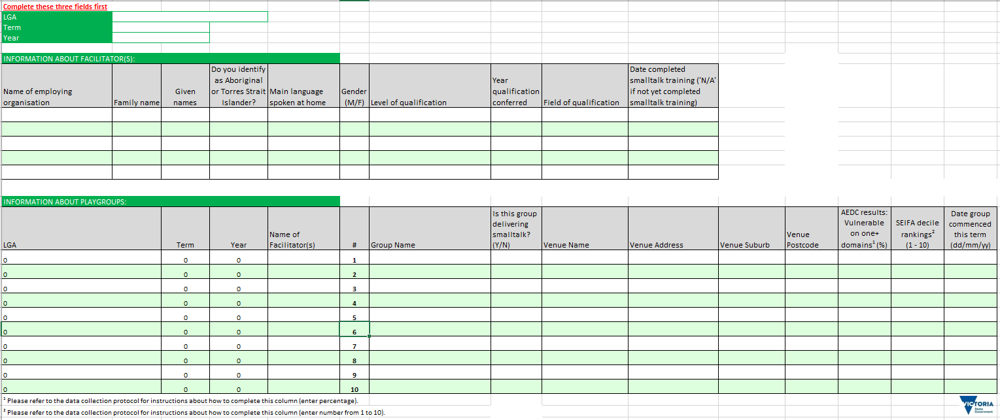 Complete these three fields first
LGA
Term
Year
INFORMATION ABOUT FACILITATOR(S):
Name of employing organisation
Family name
Given names
Do you identify as Aboriginal or Torres Strait Islander?
Main language spoken at home
Gender (M/F)
Level of qualification
Year qualification conferred
Field of qualification
Date completed smalltalk training ('N/A' if not yet completed smalltalk training)
INFORMATION ABOUT PLAYGROUPS:
LGA
Term
Year
Name of Facilitator(s)
#
Group Name
Is this group delivering smalltalk? (Y/N)
Venue Name
Venue Address
Venue Suburb
Venue Postcode
AEDC results: Vulnerable on one+ domains¹ (%)
SEIFA decile rankings² (1 - 10)
Date group commenced this term (dd/mm/yy)
0 0 0 1
0 0 0 2
0 0 0 3
0 0 0 4
0 0 0 5
0 0 0 6
0 0 0 7
0 0 0 8
0 0 0 9
0 0 0 10
¹ Please refer to the data collection protocol for instructions about how to complete this column (enter percentage).
² Please refer to the data collection protocol for instructions about how to complete this column (enter number from 1 to 10).
VICTORIA
State
Government